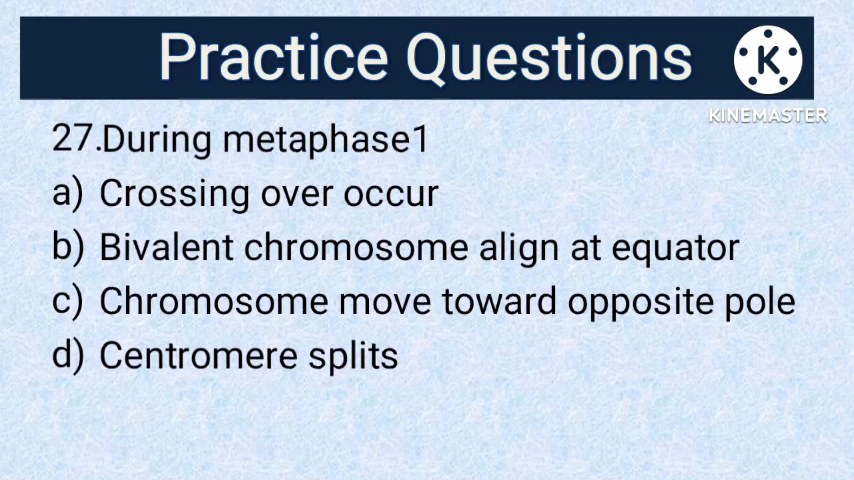 Practice Questions
K
KINEMASTER
27.During metaphase1
a) Crossing over occur
b) Bivalent chromosome align at equator
c) Chromosome move toward opposite pole
d) Centromere splits